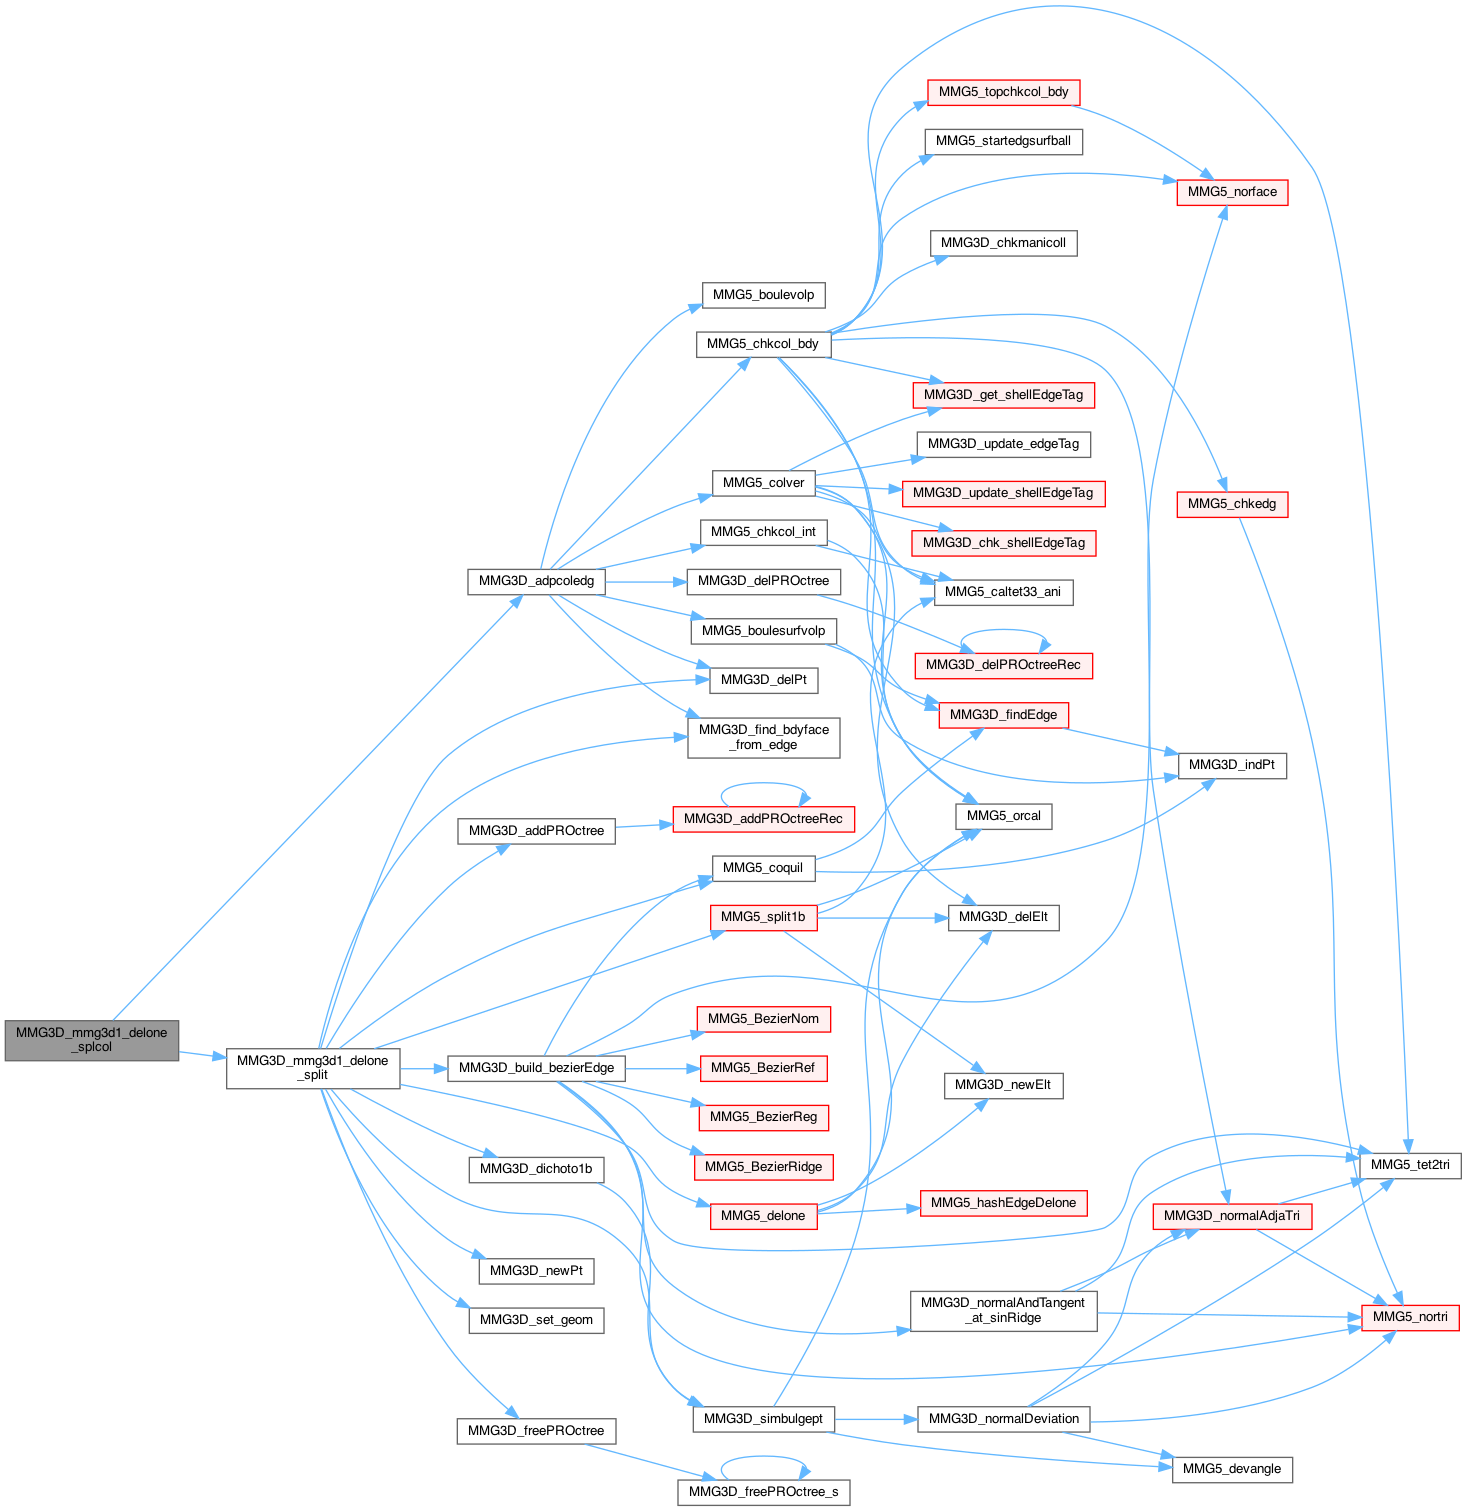 MMG5_topchkcol_bdy
MMG5_startedgsurfball
MMG5_norface
MMG3D_chkmanicoll
MMG5_boulevolp
MMG5_chkcol_bdy
MMG3D_get_shellEdgeTag
MMG3D_update_edgeTag
MMG5_colver
MMG3D_update_shellEdgeTag
MMG5_chkedg
MMG5_chkcol_int
MMG3D_chk_shellEdgeTag
MMG3D_adpcoledg
MMG3D_delPROctree
MMG5_caltet33_ani
MMG5_boulesurfvolp
MMG3D_delPROctreeRec
MMG3D_delPt
MMG3D_findEdge
MMG3D_find_bdyface
_from_edge
MMG3D_indPt
MMG3D_addPROctreeRec
MMG3D_addPROctree
MMG5_orcal
MMG5_coquil
MMG5_split1b
MMG3D_delElt
MMG5_BezierNom
MMG3D_mmg3d1_delone
_splcol
MMG3D_mmg3d1_delone
_split
MMG3D_build_bezierEdge
MMG5_BezierRef
MMG3D_newElt
MMG5_BezierReg
MMG3D_dichoto1b
MMG5_BezierRidge
MMG5_tet2tri
MMG5_hashEdgeDelone
MMG5_delone
MMG3D_normalAdjaTri
MMG3D_newPt
MMG3D_normalAndTangent
_at_sinRidge
MMG3D_set_geom
MMG5_nortri
MMG3D_simbulgept
MMG3D_normalDeviation
MMG3D_freePROctree
MMG5_devangle
MMG3D_freePROctree_s